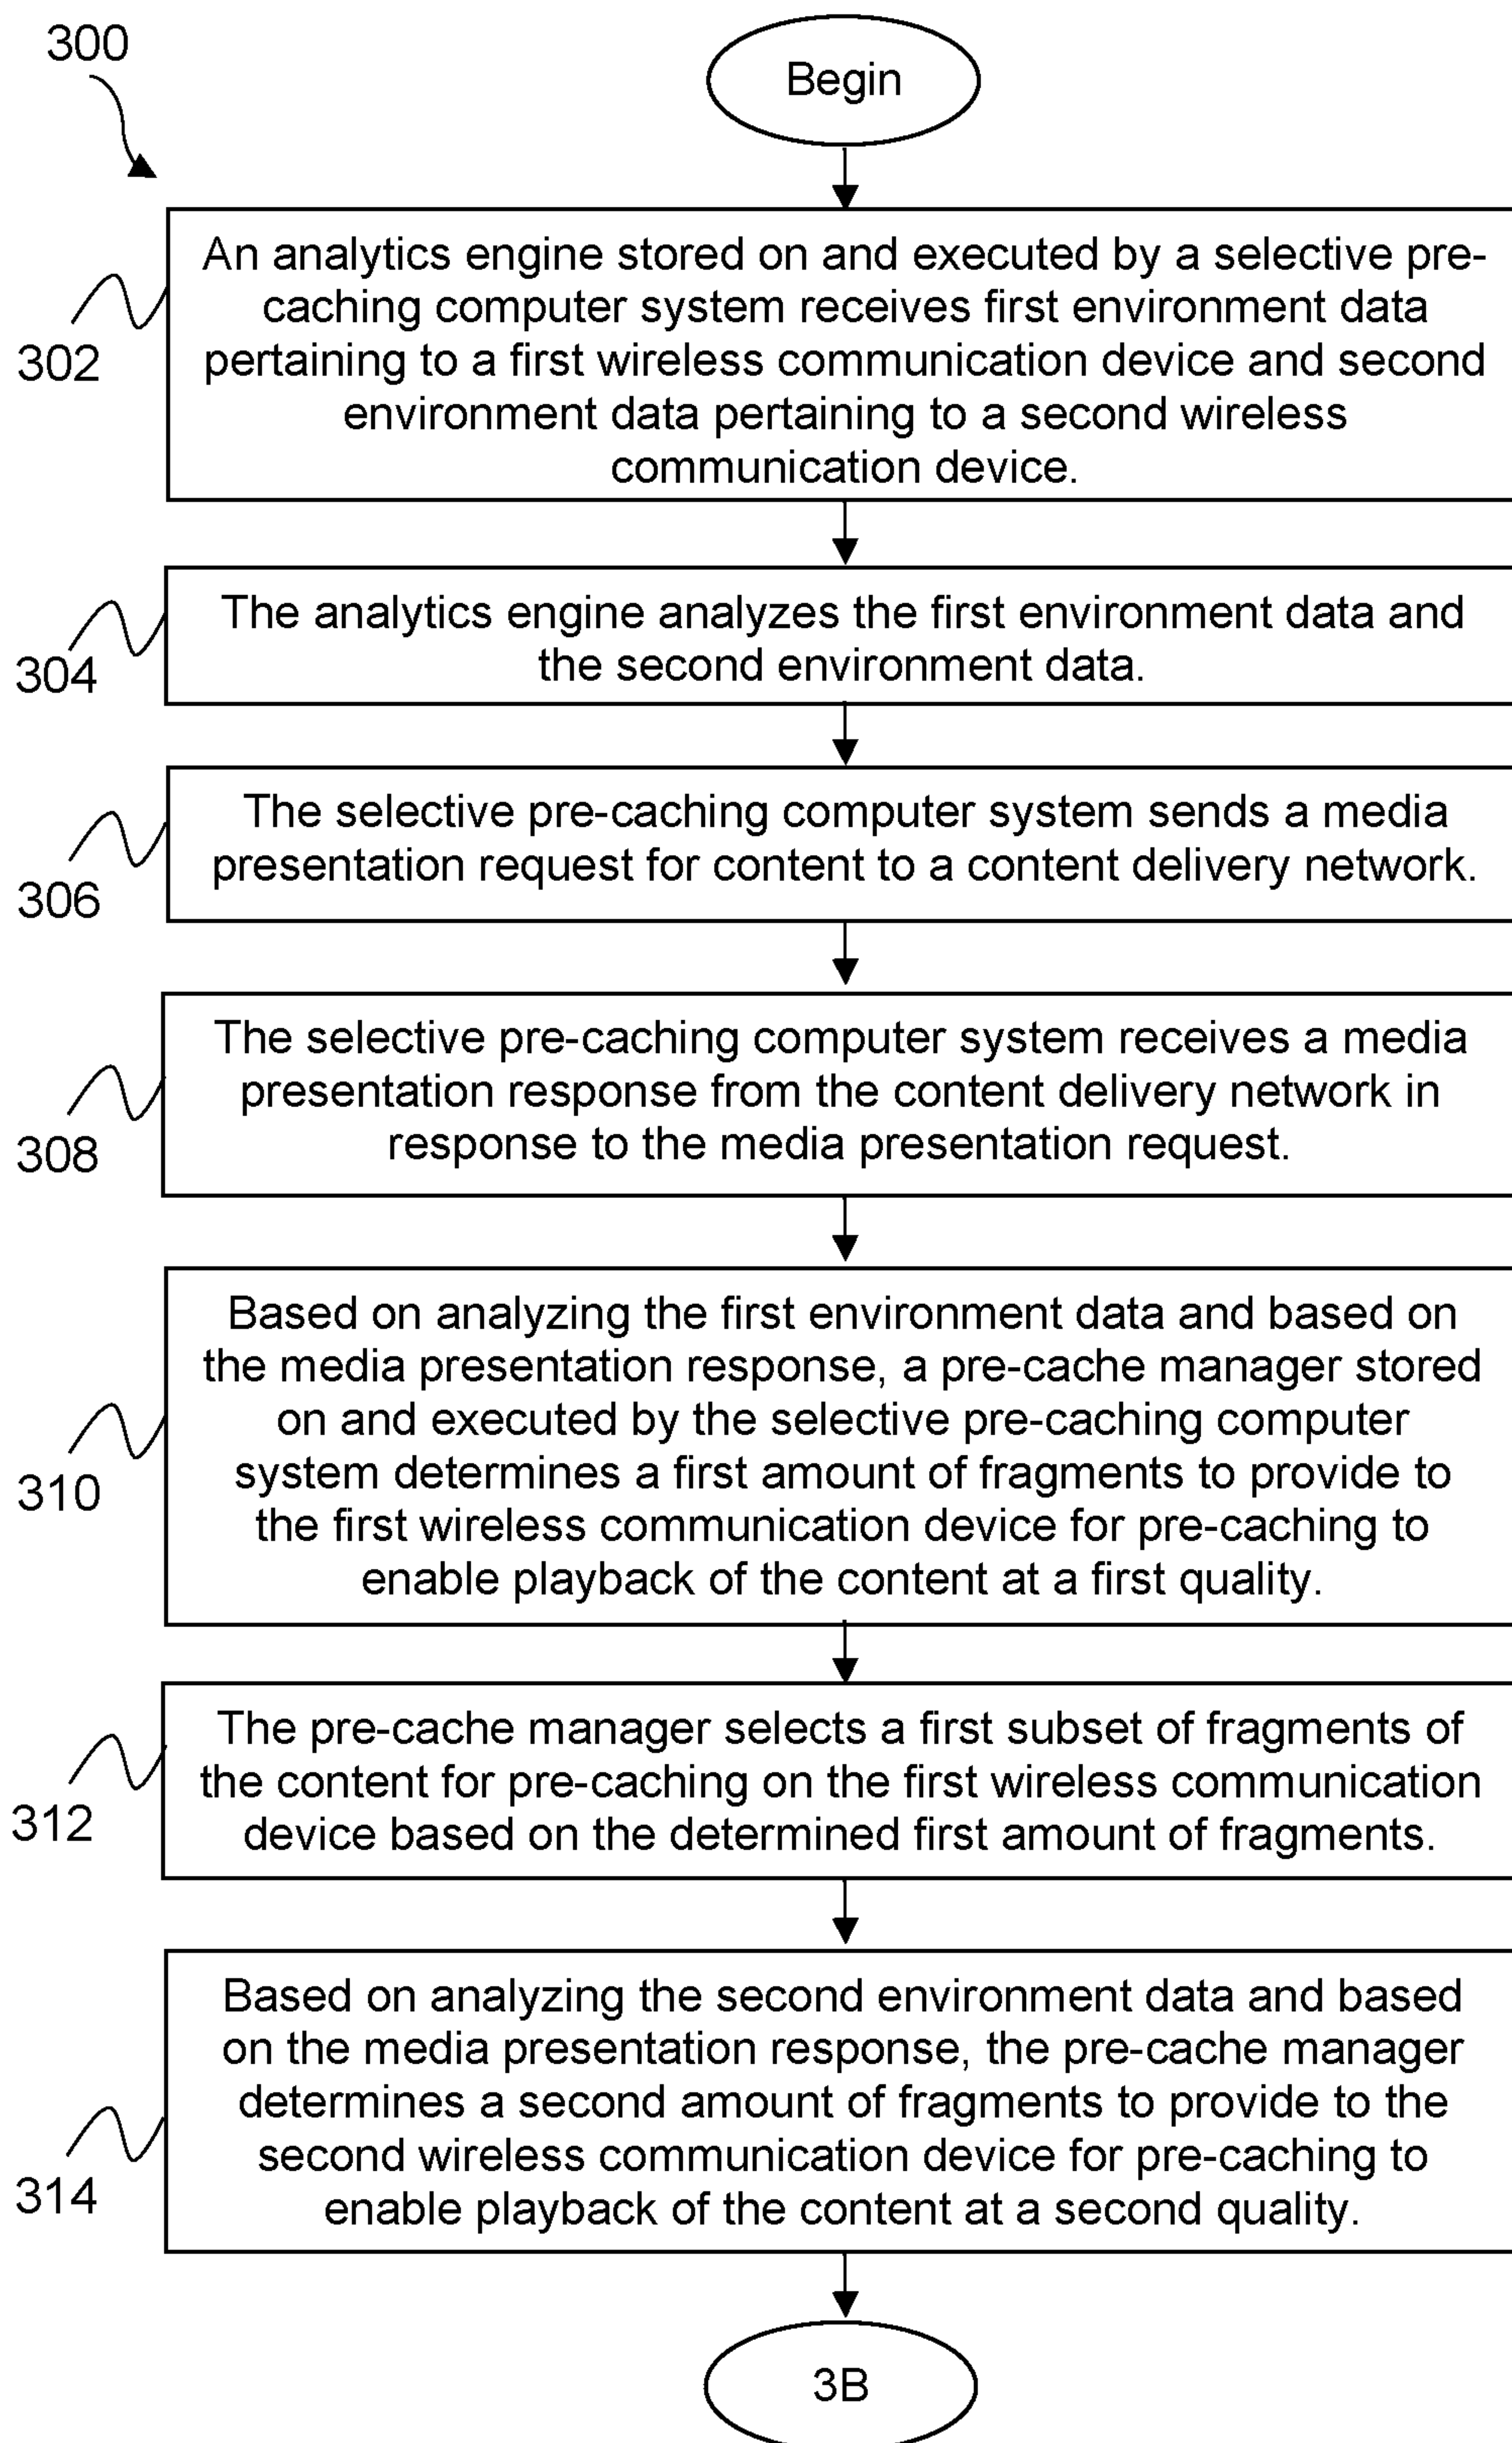 300
Begin
An analytics engine stored on and executed by a selective pre-
caching computer system receives first environment data
pertaining to a first wireless communication device and second
environment data pertaining to a second wireless
communication device.
302
The analytics engine analyzes the first environment data and
the second environment data.
304
The selective pre-caching computer system sends a media
presentation request for content to a content delivery network.
306
The selective pre-caching computer system receives a media
presentation response from the content delivery network in
response to the media presentation request.
308
Based on analyzing the first environment data and based on
the media presentation response, a pre-cache manager stored
on and executed by the selective pre-caching computer
system determines a first amount of fragments to provide to
the first wireless communication device for pre-caching to
enable playback of the content at a first quality.
310
The pre-cache manager selects a first subset of fragments of
the content for pre-caching on the first wireless communication
device based on the determined first amount of fragments.
312
Based on analyzing the second environment data and based
on the media presentation response, the pre-cache manager
determines a second amount of fragments to provide to the
second wireless communication device for pre-caching to
enable playback of the content at a second quality.
314
3B